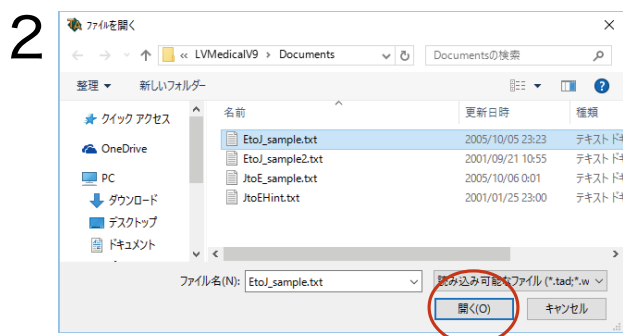 2
ファイルを開く
« LVMedicalV9 > Documents
Documentsの検索
整理 新しいフォルダー
名前 更新日時 種類
クイック アクセス
EtoJ_sample.txt 2005/10/05 23:23 テキスト ドキ
OneDrive
EtoJ_sample2.txt 2001/09/21 10:55 テキスト ドキ
PC
JtoE_sample.txt 2005/10/06 0:01 テキスト ドキ
ダウンロード
JtoEHint.txt 2001/01/25 23:00 テキスト ドキ
デスクトップ
ドキュメント
ファイル名(N): EtoJ_sample.txt 読み込み可能なファイル (*.tad;*.w
開く(O) キャンセル